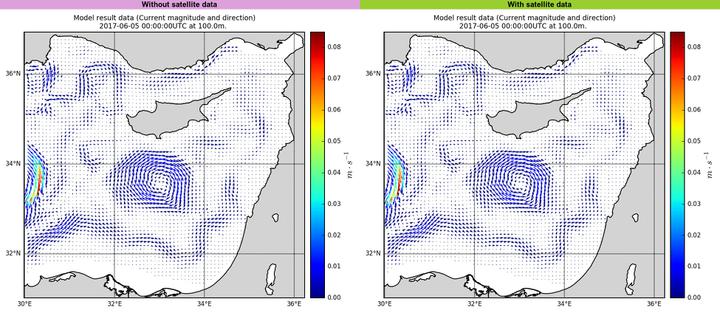 Without satellite data
Model result data (Current magnitude and direction)
2017-06-05 00:00:00UTC at 100.0m.
36°N
34°N
32°N
30°E
32°E
34°E
36°E
0.08
0.07
0.06
0.05
0.04
0.03
0.02
0.01
0.00
m · s⁻¹
With satellite data
Model result data (Current magnitude and direction)
2017-06-05 00:00:00UTC at 100.0m.
36°N
34°N
32°N
30°E
32°E
34°E
36°E
0.08
0.07
0.06
0.05
0.04
0.03
0.02
0.01
0.00
m · s⁻¹